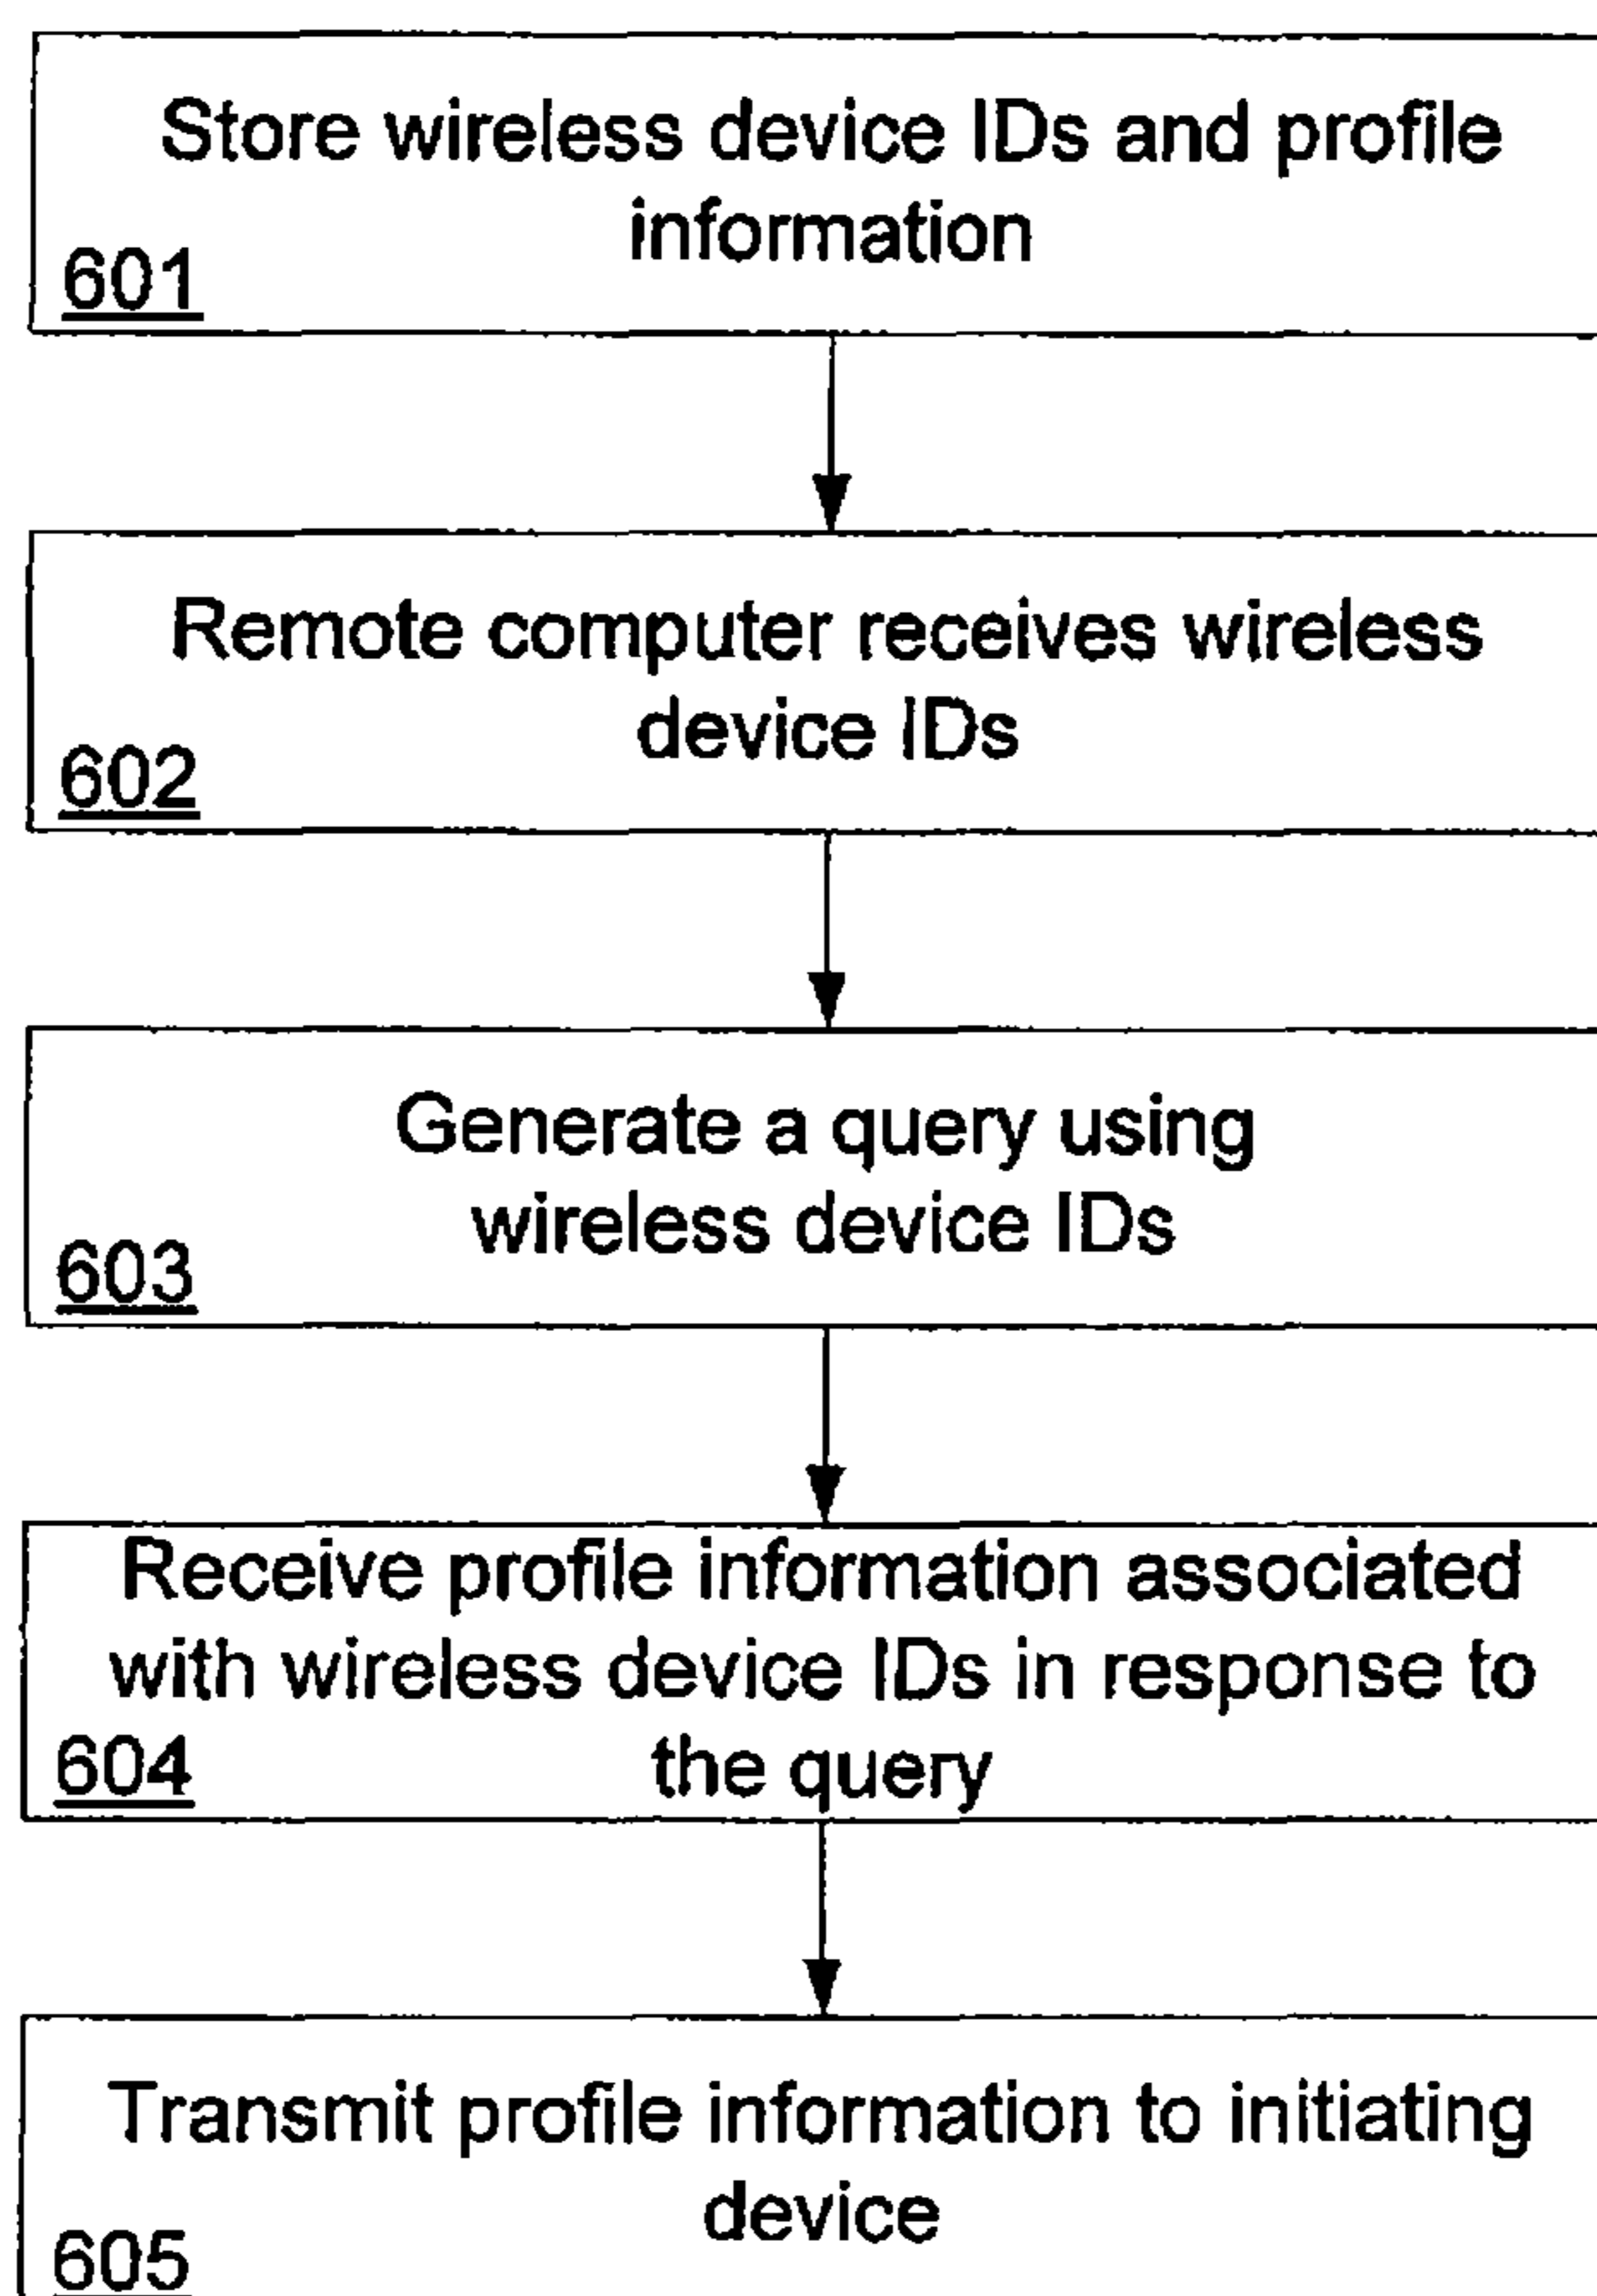 Store wireless device IDs and profile
information
601
Remote computer receives wireless
device IDs
602
Generate a query using
wireless device IDs
603
Receive profile information associated
with wireless device IDs in response to
the query
604
Transmit profile information to initiating
device
605